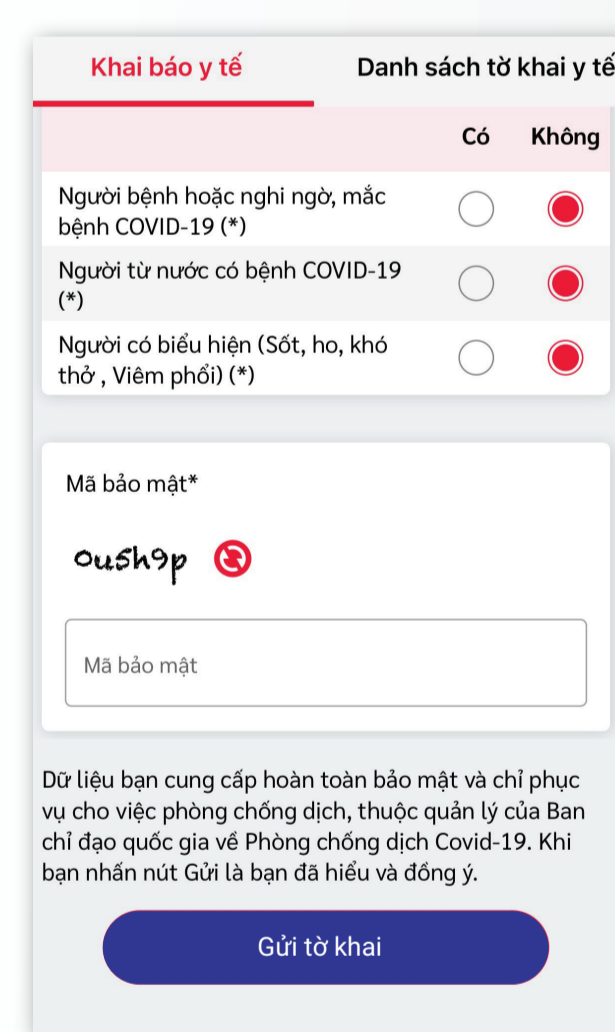 Khai báo y tế
Danh sách tờ khai y tế
Có Không
Người bệnh hoặc nghi ngờ, mắc
bệnh COVID-19 (*)
Người từ nước có bệnh COVID-19
(*)
Người có biểu hiện (Sốt, ho, khó
thở , Viêm phổi) (*)
Mã bảo mật*
ou5h9p
Mã bảo mật
Dữ liệu bạn cung cấp hoàn toàn bảo mật và chỉ phục
vụ cho việc phòng chống dịch, thuộc quản lý của Ban
chỉ đạo quốc gia về Phòng chống dịch Covid-19. Khi
bạn nhấn nút Gửi là bạn đã hiểu và đồng ý.
Gửi tờ khai